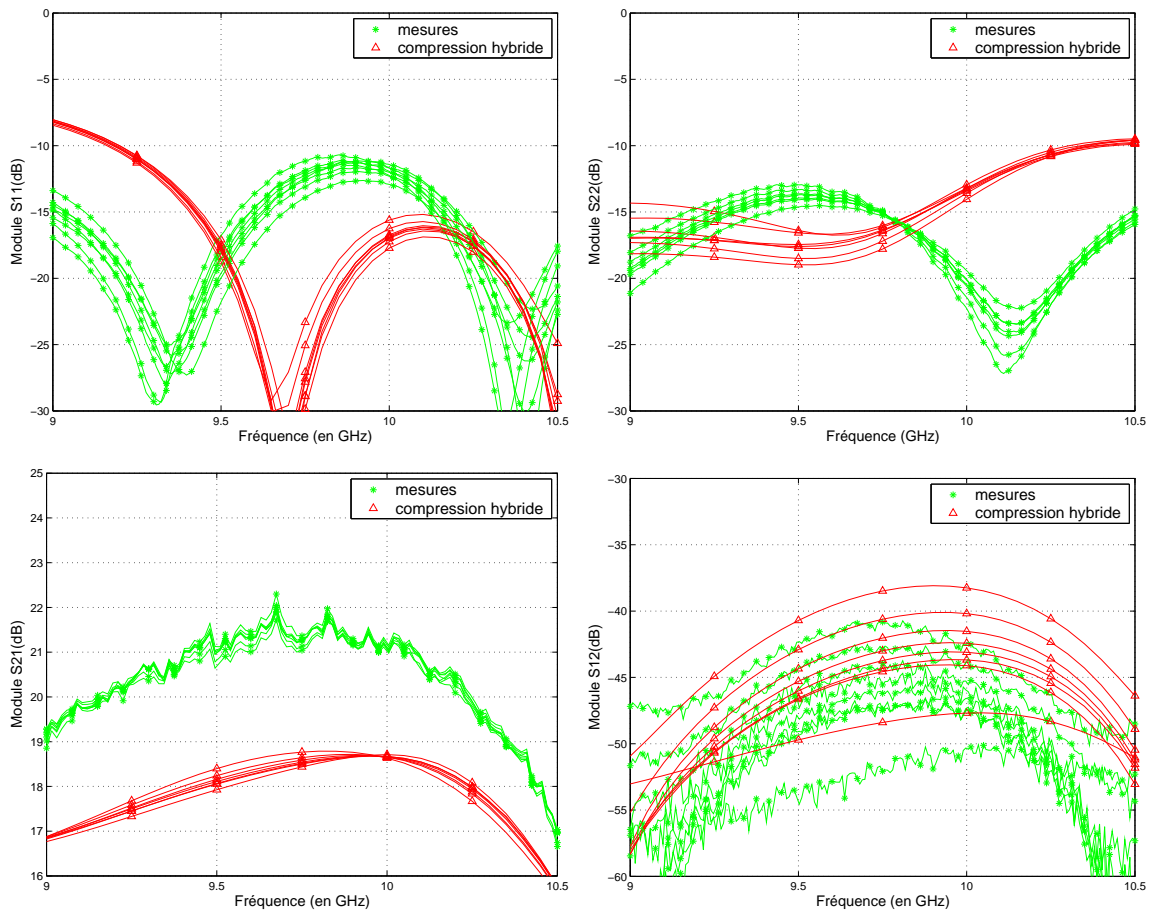 0
−5
−10
−15
−20
−25
−30
9
9.5
10
10.5
Module S11(dB)
Fréquence (en GHz)
mesures
compression hybride
0
−5
−10
−15
−20
−25
−30
9
9.5
10
10.5
Module S22(dB)
Fréquence (GHz)
mesures
compression hybride
25
24
23
22
21
20
19
18
17
16
9
9.5
10
10.5
Module S21(dB)
Fréquence (en GHz)
mesures
compression hybride
−30
−35
−40
−45
−50
−55
−60
9
9.5
10
10.5
Module S12(dB)
Fréquence (en GHz)
mesures
compression hybride